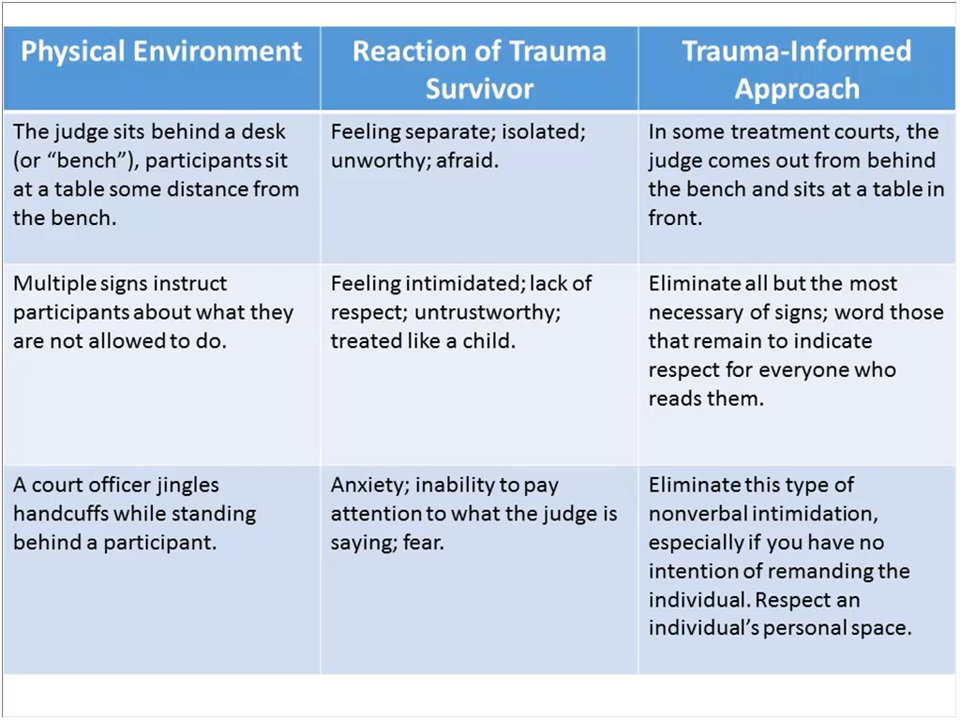 Physical Environment
Reaction of Trauma
Survivor
Trauma-Informed
Approach
The judge sits behind a desk
(or “bench”), participants sit
at a table some distance from
the bench.
Feeling separate; isolated;
unworthy; afraid.
In some treatment courts, the
judge comes out from behind
the bench and sits at a table in
front.
Multiple signs instruct
participants about what they
are not allowed to do.
Feeling intimidated; lack of
respect; untrustworthy;
treated like a child.
Eliminate all but the most
necessary of signs; word those
that remain to indicate
respect for everyone who
reads them.
A court officer jingles
handcuffs while standing
behind a participant.
Anxiety; inability to pay
attention to what the judge is
saying; fear.
Eliminate this type of
nonverbal intimidation,
especially if you have no
intention of remanding the
individual. Respect an
individual’s personal space.